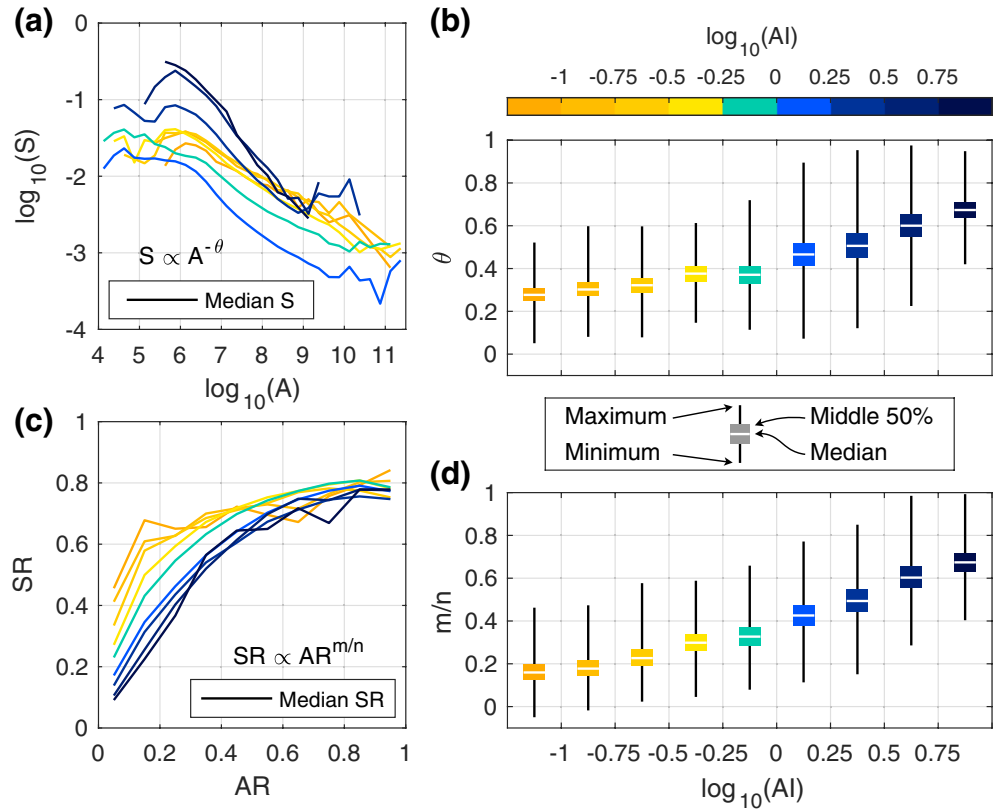 (a)
0
-1
-2
-3
-4
log10(S)
S ∝ A^-θ
Median S
4 5 6 7 8 9 10 11
log10(A)
(b)
log10(AI)
-1 -0.75 -0.5 -0.25 0 0.25 0.5 0.75
1
0.8
0.6
0.4
0.2
0
θ
Maximum
Minimum
Middle 50%
Median
(c)
1
0.8
0.6
0.4
0.2
0
SR
SR ∝ AR^m/n
Median SR
0 0.2 0.4 0.6 0.8 1
AR
(d)
1
0.8
0.6
0.4
0.2
0
m/n
-1 -0.75 -0.5 -0.25 0 0.25 0.5 0.75
log10(AI)